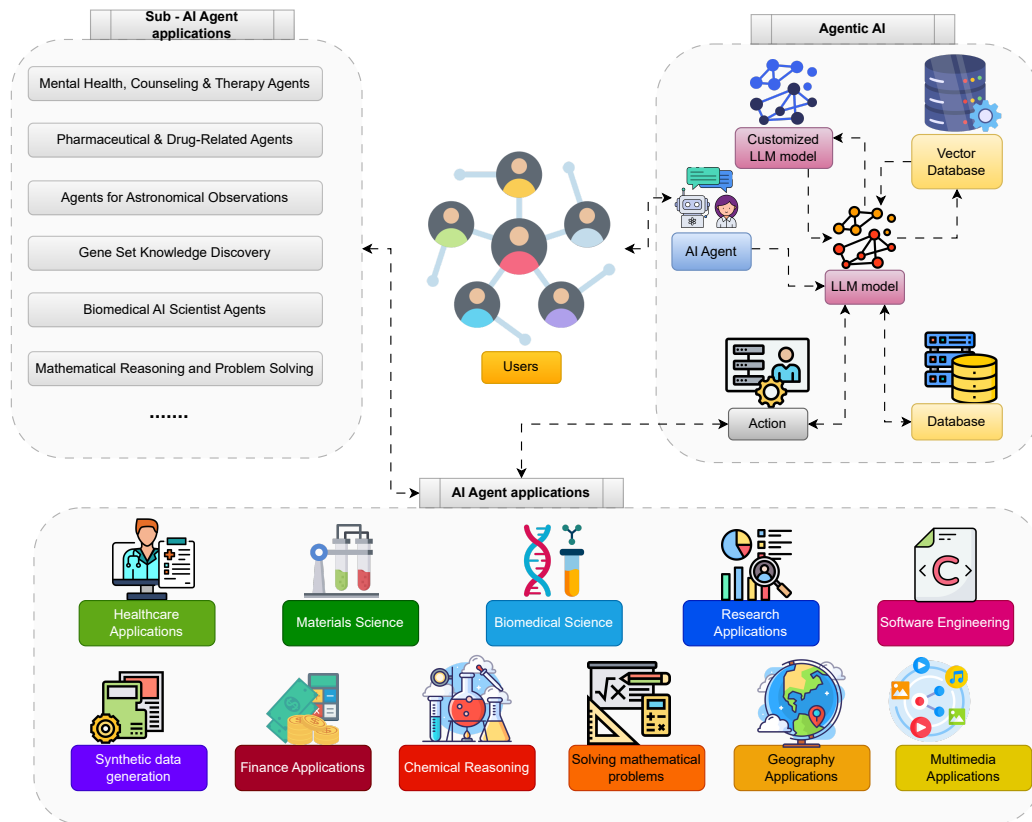 Sub - AI Agent
applications
Mental Health, Counseling & Therapy Agents
Pharmaceutical & Drug-Related Agents
Agents for Astronomical Observations
Gene Set Knowledge Discovery
Biomedical AI Scientist Agents
Mathematical Reasoning and Problem Solving
.......
Users
Agentic AI
Customized
LLM model
Vector
Database
AI Agent
LLM model
Action
Database
AI Agent applications
Healthcare
Applications
Materials Science
Biomedical Science
Research
Applications
< C >
Software Engineering
Synthetic data
generation
Finance Applications
Chemical Reasoning
√x
Solving mathematical
problems
Geography
Applications
Multimedia
Applications